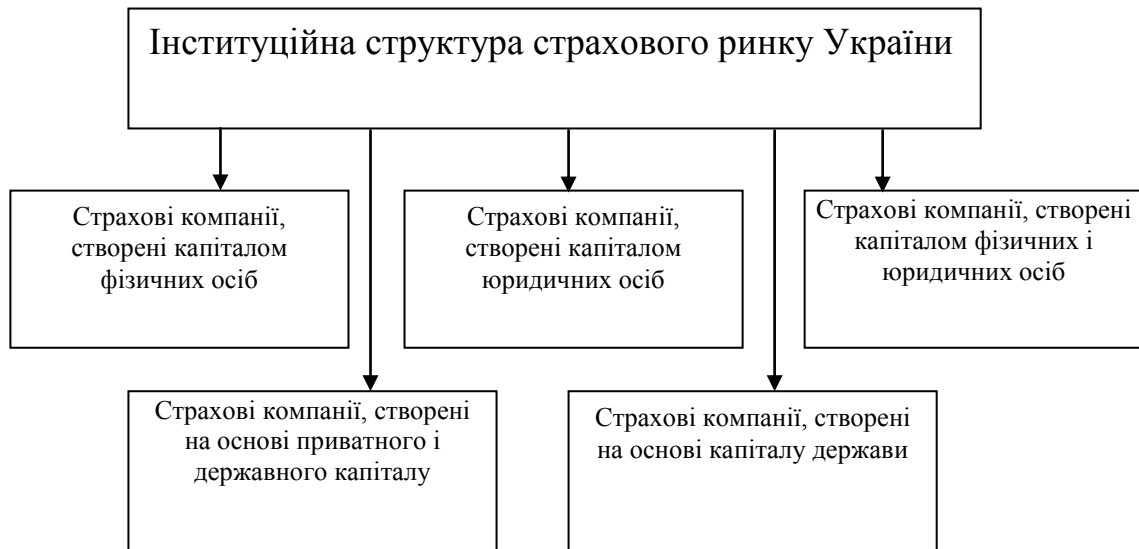 Інституційна структура страхового ринку України
Страхові компанії,
створені капіталом
фізичних осіб
Страхові компанії,
створені капіталом
юридичних осіб
Страхові компанії, створені
капіталом фізичних і
юридичних осіб
Страхові компанії, створені
на основі приватного і
державного капіталу
Страхові компанії, створені
на основі капіталу держави